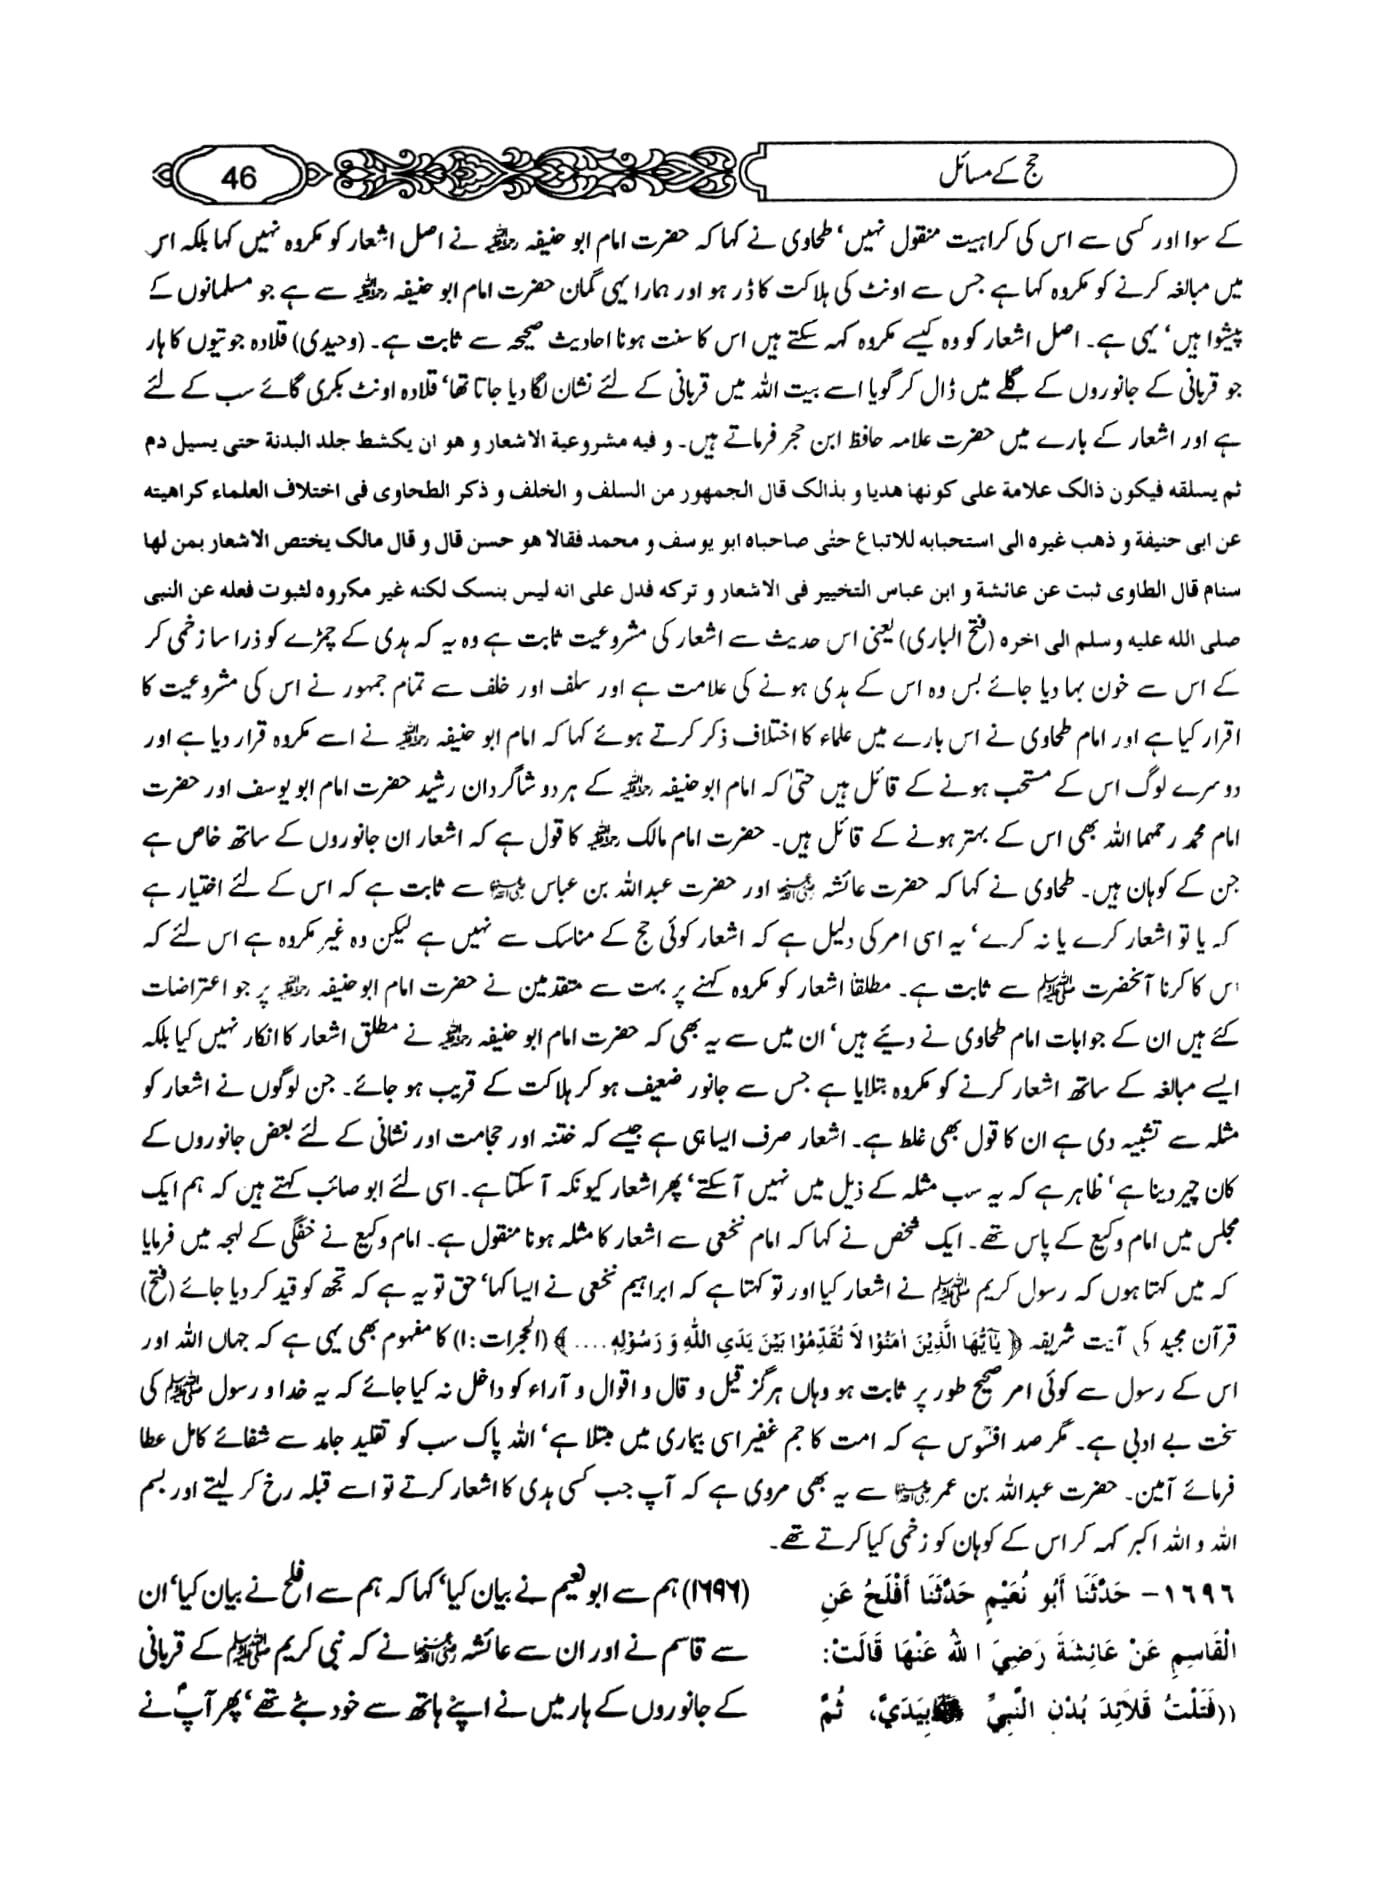 حج کے مسائل
46
کے سوا اور کسی سے اس کی کراہیت منقول نہیں' طحاوی نے کہا کہ حضرت امام ابو حنیفہ رحمۃ اللہ علیہ نے اصل اشعار کو مکروہ نہیں کہا بلکہ اس
میں مبالغہ کرنے کو مکروہ کہا ہے جس سے اونٹ کی ہلاکت کا ڈر ہو اور ہمارا یہی گمان حضرت امام ابو حنیفہ رحمۃ اللہ علیہ سے ہے جو مسلمانوں کے
پیشوا ہیں' یہی ہے۔ اصل اشعار کو وہ کیسے مکروہ کہہ سکتے ہیں اس کا سنت ہونا احادیث صحیحہ سے ثابت ہے۔ (وحیدی) قلادہ جوتیوں کا ہار
جو قربانی کے جانوروں کے گلے میں ڈال کر گویا اسے بیت اللہ میں قربانی کے لئے نشان لگا دیا جاتا تھا' قلادہ اونٹ بکری گائے سب کے لئے
ہے اور اشعار کے بارے میں حضرت علامہ حافظ ابن حجر فرماتے ہیں۔ و فیه مشروعیة الاشعار و هو ان یکشط جلد البدنة حتی یسیل دم
ثم یسلقه فیکون ذالک علامة علی کونها هدیا و بذالک قال الجمهور من السلف و الخلف و ذکر الطحاوی فی اختلاف العلماء کراهیته
عن ابی حنیفة و ذهب غیره الی استحبابه للاتباع حتٰی صاحباه ابو یوسف و محمد فقالا هو حسن قال و قال مالک یختص الاشعار بمن لها
سنام قال الطاوی ثبت عن عائشة و ابن عباس التخییر فی الاشعار و ترکه فدل علی انه لیس بنسک لکنه غیر مکروه لثبوت فعله عن النبی
صلی الله علیه وسلم الی اخره (فتح الباری) یعنی اس حدیث سے اشعار کی مشروعیت ثابت ہے وہ یہ کہ ہدی کے چمڑے کو ذرا سا زخمی کر
کے اس سے خون بہا دیا جائے بس وہ اس کے ہدی ہونے کی علامت ہے اور سلف اور خلف سے تمام جمہور نے اس کی مشروعیت کا
اقرار کیا ہے اور امام طحاوی نے اس بارے میں علماء کا اختلاف ذکر کرتے ہوئے کہا کہ امام ابو حنیفہ رحمۃ اللہ علیہ نے اسے مکروہ قرار دیا ہے اور
دوسرے لوگ اس کے مستحب ہونے کے قائل ہیں حتیٰ کہ امام ابو حنیفہ رحمۃ اللہ علیہ کے ہر دو شاگردان رشید حضرت امام ابو یوسف اور حضرت
امام محمد رحمہما اللہ بھی اس کے بہتر ہونے کے قائل ہیں۔ حضرت امام مالک رحمۃ اللہ علیہ کا قول ہے کہ اشعار ان جانوروں کے ساتھ خاص ہے
جن کے کوہان ہیں۔ طحاوی نے کہا کہ حضرت عائشہ رضی اللہ عنہا اور حضرت عبداللہ بن عباس رضی اللہ عنہما سے ثابت ہے کہ اس کے لئے اختیار ہے
کہ یا تو اشعار کرے یا نہ کرے' یہ اسی امر کی دلیل ہے کہ اشعار کوئی حج کے مناسک سے نہیں ہے لیکن وہ غیر مکروہ ہے اس لئے کہ
اس کا کرنا آنحضرت ﷺ سے ثابت ہے۔ مطلقاً اشعار کو مکروہ کہنے پر بہت سے متقدمین نے حضرت امام ابو حنیفہ رحمۃ اللہ علیہ پر جو اعتراضات
کئے ہیں ان کے جوابات امام طحاوی نے دیئے ہیں' ان میں سے یہ بھی کہ حضرت امام ابو حنیفہ رحمۃ اللہ علیہ نے مطلق اشعار کا انکار نہیں کیا بلکہ
ایسے مبالغہ کے ساتھ اشعار کرنے کو مکروہ بتلایا ہے جس سے جانور ضعیف ہو کر ہلاکت کے قریب ہو جائے۔ جن لوگوں نے اشعار کو
مثلہ سے تشبیہ دی ہے ان کا قول بھی غلط ہے۔ اشعار صرف ایسا ہی ہے جیسے کہ ختنہ اور حجامت اور نشانی کے لئے بعض جانوروں کے
کان چیر دینا ہے' ظاہر ہے کہ یہ سب مثلہ کے ذیل میں نہیں آ سکتے' پھر اشعار کیونکہ آ سکتا ہے۔ اسی لئے ابو صائب کہتے ہیں کہ ہم ایک
مجلس میں امام وکیع کے پاس تھے۔ ایک شخص نے کہا کہ امام نخعی سے اشعار کا مثلہ ہونا منقول ہے۔ امام وکیع نے خفگی کے لہجہ میں فرمایا
کہ میں کہتا ہوں کہ رسول کریم ﷺ نے اشعار کیا اور تو کہتا ہے کہ ابراہیم نخعی نے ایسا کہا' حق تو یہ ہے کہ تجھ کو قید کر دیا جائے (فتح)
قرآن مجید کی آیت شریفہ ﴿ يٰٓاَيُّهَا الَّذِيْنَ اٰمَنُوْا لاَ تُقَدِّمُوْا بَيْنَ يَدَىِ اللّٰهِ وَ رَسُوْلِهٖ .... ﴾ (الحجرات : ۱) کا مفہوم بھی یہی ہے کہ جہاں اللہ اور
اس کے رسول سے کوئی امر صحیح طور پر ثابت ہو وہاں ہرگز قیل و قال و اقوال و آراء کو داخل نہ کیا جائے کہ یہ خدا و رسول ﷺ کی
سخت بے ادبی ہے۔ مگر صد افسوس ہے کہ امت کا جم غفیر اسی بیماری میں مبتلا ہے' اللہ پاک سب کو تقلید جامد سے شفائے کامل عطا
فرمائے آمین۔ حضرت عبداللہ بن عمر رضی اللہ عنہما سے یہ بھی مروی ہے کہ آپ جب کسی ہدی کا اشعار کرتے تو اسے قبلہ رخ کر لیتے اور بسم
اللہ و اللہ اکبر کہہ کر اس کے کوہان کو زخمی کیا کرتے تھے۔
١٦٩٦- حَدَّثَنَا أَبُو نُعَيْمٍ حَدَّثَنَا أَفْلَحُ عَنِ
الْقَاسِمِ عَنْ عَائِشَةَ رَضِيَ اللهُ عَنْهَا قَالَتْ:
((فَتَلْتُ قَلاَئِدَ بُدْنِ النَّبِيِّ ﷺ بِيَدَيَّ، ثُمَّ
(۱۶۹۶) ہم سے ابو نعیم نے بیان کیا' کہا کہ ہم سے افلح نے بیان کیا' ان
سے قاسم نے اور ان سے عائشہ رضی اللہ عنہا نے کہ نبی کریم ﷺ کے قربانی
کے جانوروں کے ہار میں نے اپنے ہاتھ سے خود بٹے تھے' پھر آپؐ نے